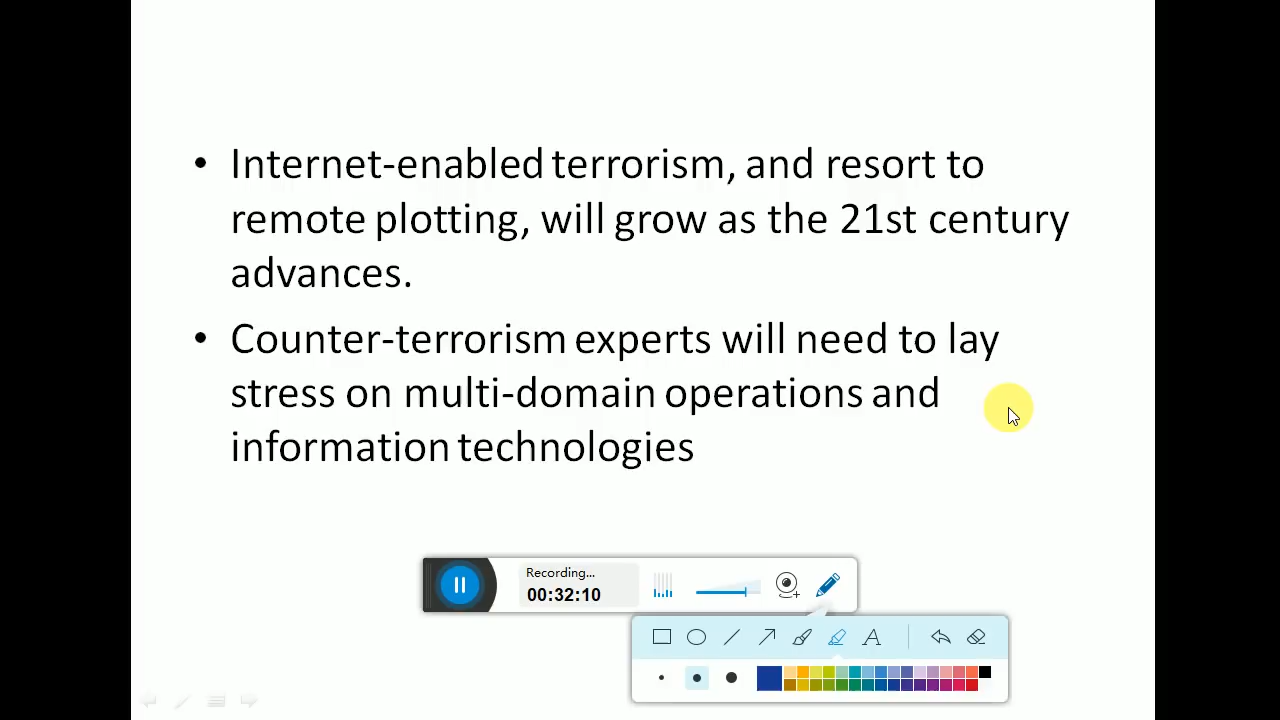 • Internet-enabled terrorism, and resort to
remote plotting, will grow as the 21st century
advances.
• Counter-terrorism experts will need to lay
stress on multi-domain operations and
information technologies
Recording...
00:32:10
A